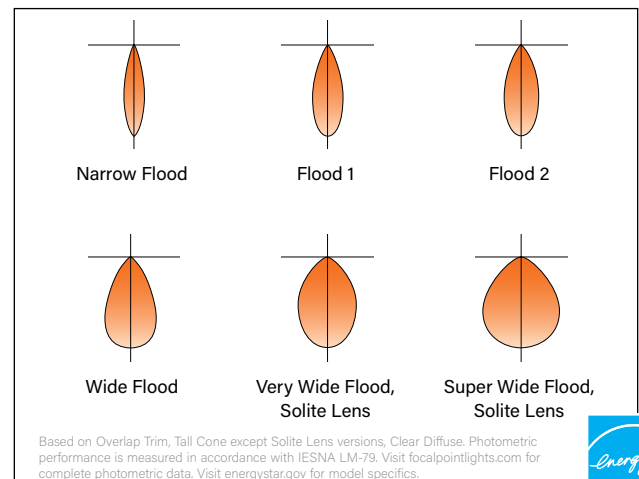 Narrow Flood
Flood 1
Flood 2
Wide Flood
Very Wide Flood,
Solite Lens
Super Wide Flood,
Solite Lens
Based on Overlap Trim, Tall Cone except Solite Lens versions, Clear Diffuse. Photometric
performance is measured in accordance with IESNA LM-79. Visit focalpointlights.com for
complete photometric data. Visit energystar.gov for model specifics.